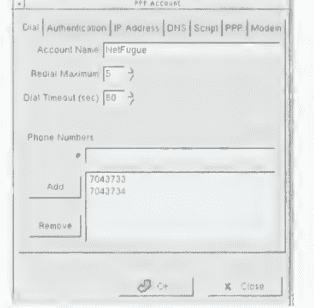 PPP Account
Dial Authentication IP Address DNS Script PPP Modem
Account Name NetFugue
Redial Maximum 5
Dial Timeout (sec) 60
Phone Numbers
#
Add 7043733
7043734
Remove
OK X Close